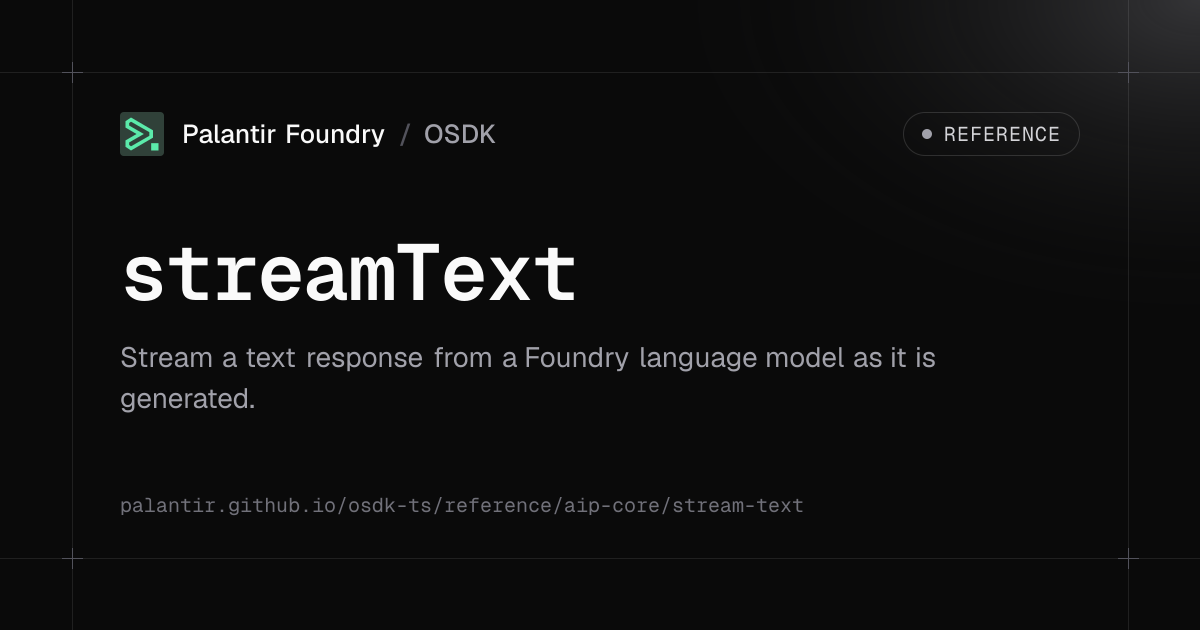 Palantir Foundry / OSDK
REFERENCE
streamText
Stream a text response from a Foundry language model as it is
generated.
palantir.github.io/osdk-ts/reference/aip-core/stream-text